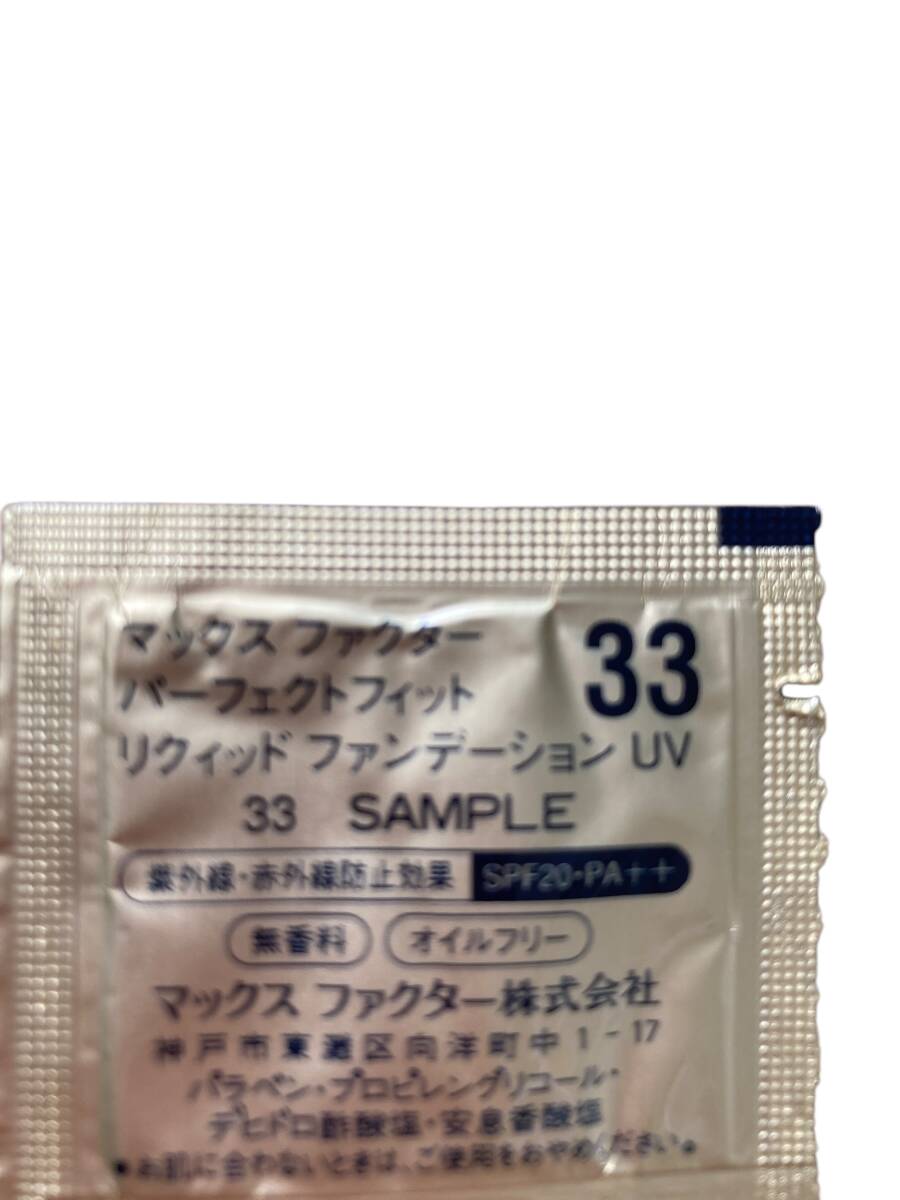 マックス ファクター 33
パーフェクトフィット
リクィッド ファンデーション UV
33 SAMPLE
紫外線・赤外線防止効果 SPF20・PA++
無香料 オイルフリー
マックス ファクター株式会社
神戸市東灘区向洋町中1-17
パラベン・プロピレングリコール・
デヒドロ酢酸塩・安息香酸塩
●お肌に合わないときは、ご使用をおやめください。